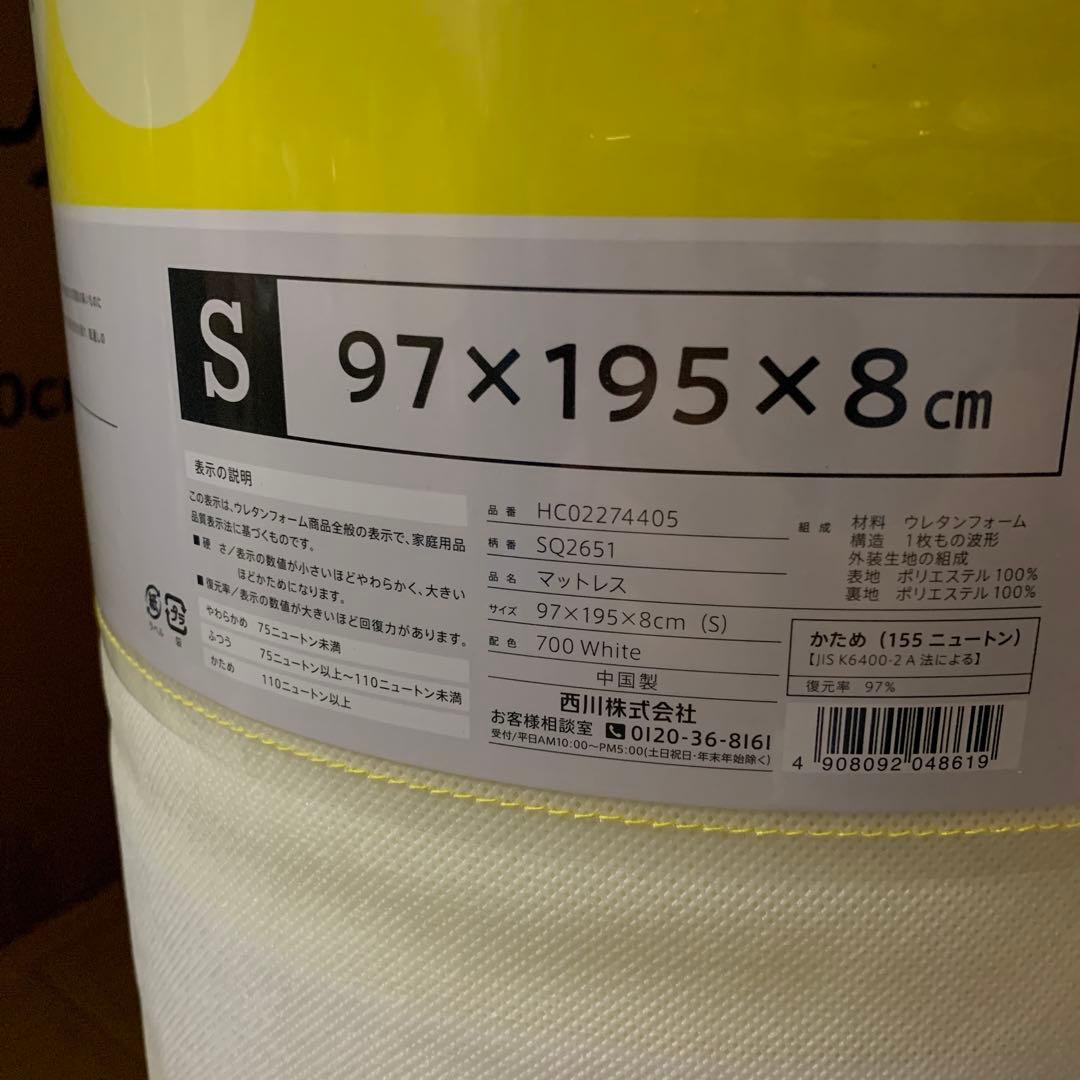 S 97×195×8cm
表示の説明
この表示は、ウレタンフォーム商品全般の表示で、家庭用品
品質表示法に基づくものです。
■硬 さ/表示の数値が小さいほどやわらかく、大きい
ほどかためになります。
■復元率/表示の数値が大きいほど回復力があります。
やわらかめ 75ニュートン未満
ふつう 75ニュートン以上～110ニュートン未満
かため 110ニュートン以上
紙
ラベル
プラ
袋
品番 HC02274405
柄番 SQ2651
品名 マットレス
サイズ 97×195×8cm（S）
配色 700 White
中国製
西川株式会社
お客様相談室 0120-36-8161
受付/平日AM10:00～PM5:00(土日祝日・年末年始除く)
組成 材料 ウレタンフォーム
構造 1枚もの波形
外装生地の組成
表地 ポリエステル100%
裏地 ポリエステル100%
かため（155ニュートン）
【JIS K6400-2 A法による】
復元率 97%
4 908092 048619